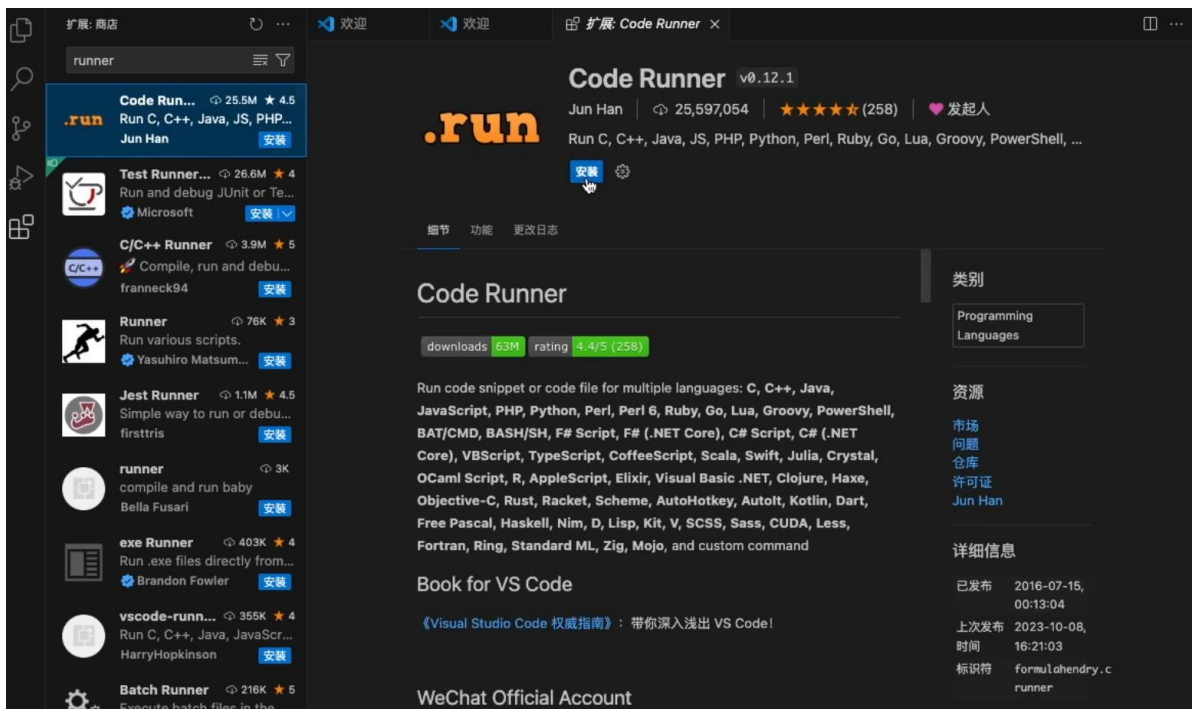 扩展: 商店
runner
.run
Code Run... 25.5M ★ 4.5
Run C, C++, Java, JS, PHP...
Jun Han 安装
Test Runner... 26.6M ★ 4
Run and debug JUnit or Te...
Microsoft 安装
C/C++
C/C++ Runner 3.9M ★ 5
🚀 Compile, run and debu...
franneck94 安装
Runner 76K ★ 3
Run various scripts.
Yasuhiro Matsum... 安装
Jest Runner 1.1M ★ 4.5
Simple way to run or debu...
firsttris 安装
runner 3K
compile and run baby
Bella Fusari 安装
exe Runner 403K ★ 4
Run .exe files directly from...
Brandon Fowler 安装
vscode-runn... 355K ★ 4
Run C, C++, Java, JavaScr...
HarryHopkinson 安装
Batch Runner 216K ★ 5
Execute batch files in the
欢迎
欢迎
扩展: Code Runner ×
.run
Code Runner v0.12.1
Jun Han | 25,597,054 | ★★★★★(258) | 发起人
Run C, C++, Java, JS, PHP, Python, Perl, Ruby, Go, Lua, Groovy, PowerShell, ...
安装
细节 功能 更改日志
Code Runner
downloads 63M rating 4.4/5 (258)
Run code snippet or code file for multiple languages: C, C++, Java,
JavaScript, PHP, Python, Perl, Perl 6, Ruby, Go, Lua, Groovy, PowerShell,
BAT/CMD, BASH/SH, F# Script, F# (.NET Core), C# Script, C# (.NET
Core), VBScript, TypeScript, CoffeeScript, Scala, Swift, Julia, Crystal,
OCaml Script, R, AppleScript, Elixir, Visual Basic .NET, Clojure, Haxe,
Objective-C, Rust, Racket, Scheme, AutoHotkey, AutoIt, Kotlin, Dart,
Free Pascal, Haskell, Nim, D, Lisp, Kit, V, SCSS, Sass, CUDA, Less,
Fortran, Ring, Standard ML, Zig, Mojo, and custom command
Book for VS Code
《Visual Studio Code 权威指南》: 带你深入浅出 VS Code!
WeChat Official Account
类别
Programming
Languages
资源
市场
问题
仓库
许可证
Jun Han
详细信息
已发布 2016-07-15,
00:13:04
上次发布 2023-10-08,
时间 16:21:03
标识符 formulahendry.c
runner